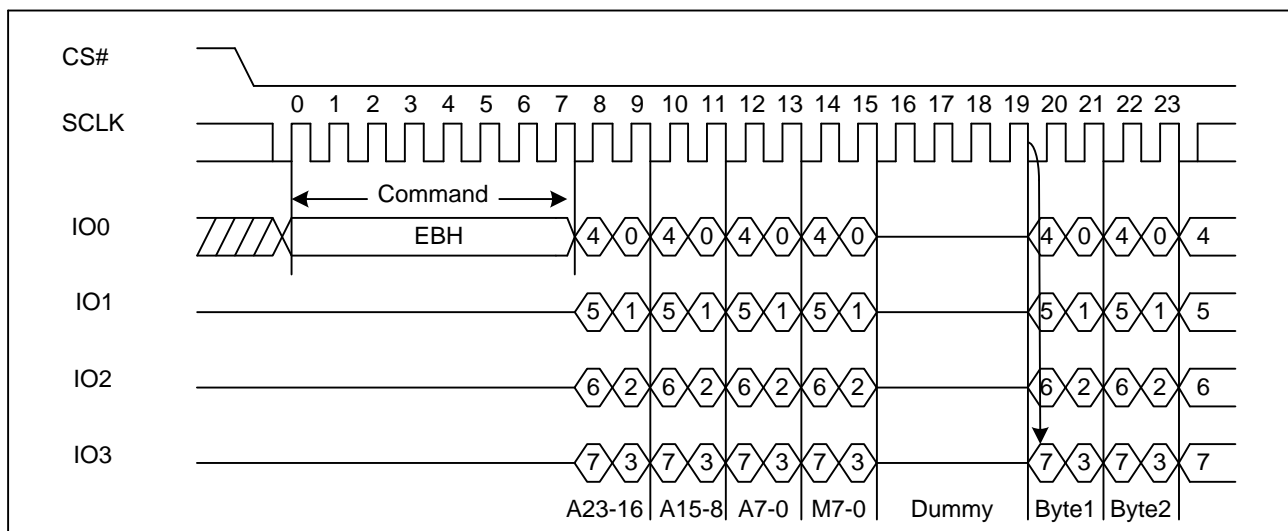 CS#
0 1 2 3 4 5 6 7 8 9 10 11 12 13 14 15 16 17 18 19 20 21 22 23
SCLK
Command
IO0 EBH 4 0 4 0 4 0 4 0 4 0 4 0 4
IO1 5 1 5 1 5 1 5 1 5 1 5 1 5
IO2 6 2 6 2 6 2 6 2 6 2 6 2 6
IO3 7 3 7 3 7 3 7 3 7 3 7 3 7
A23-16 A15-8 A7-0 M7-0 Dummy Byte1 Byte2